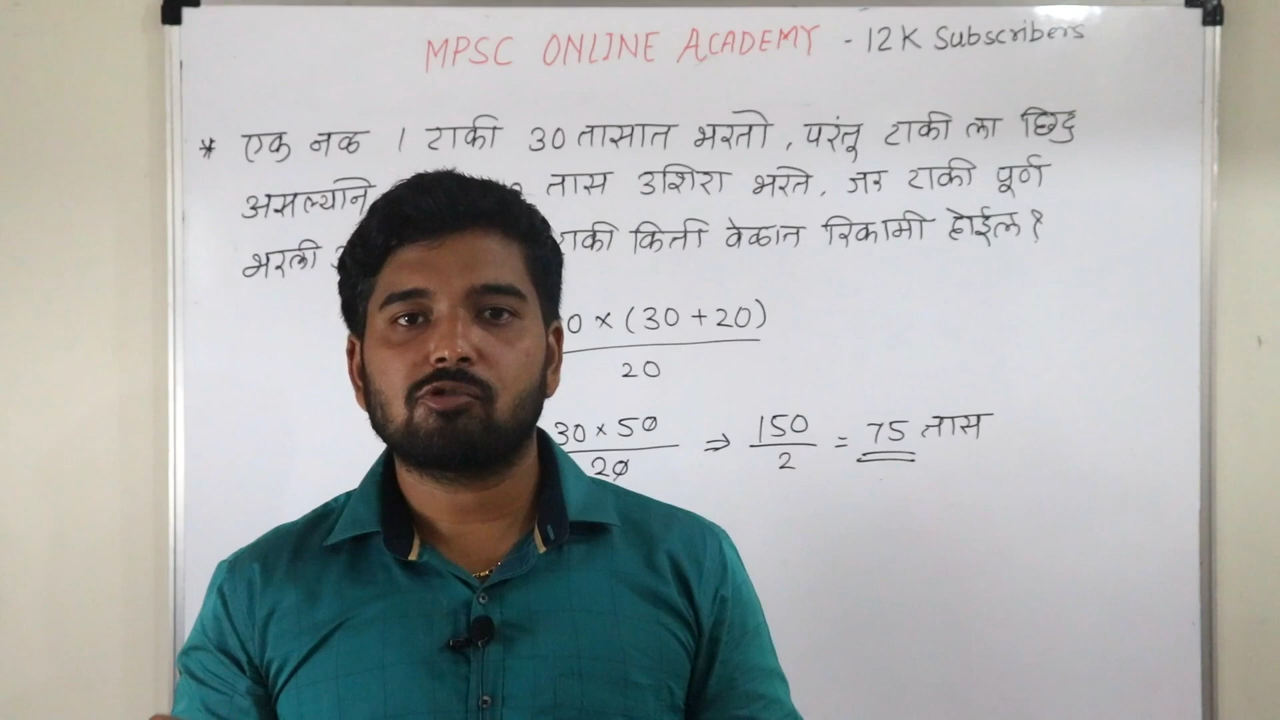 MPSC ONLINE ACADEMY - 12K Subscribers
* एक नळ 1 टाकी 30 तासात भरतो, परंतू टाकी ला छिद्र
असल्याने तास उशिरा भरते. जर टाकी पूर्ण
भरली टाकी किती वेळात रिकामी होईल?
0 × (30 + 20)
20
30 × 50 ⇒ 150 = 75 तास
20 2